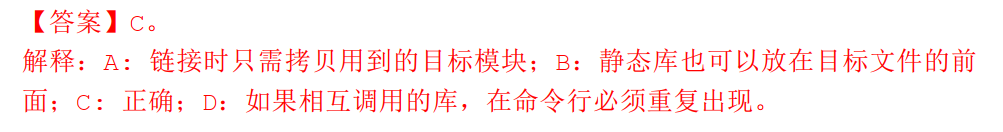 【答案】C。
解释：A：链接时只需拷贝用到的目标模块；B：静态库也可以放在目标文件的前
面；C：正确；D：如果相互调用的库，在命令行必须重复出现。